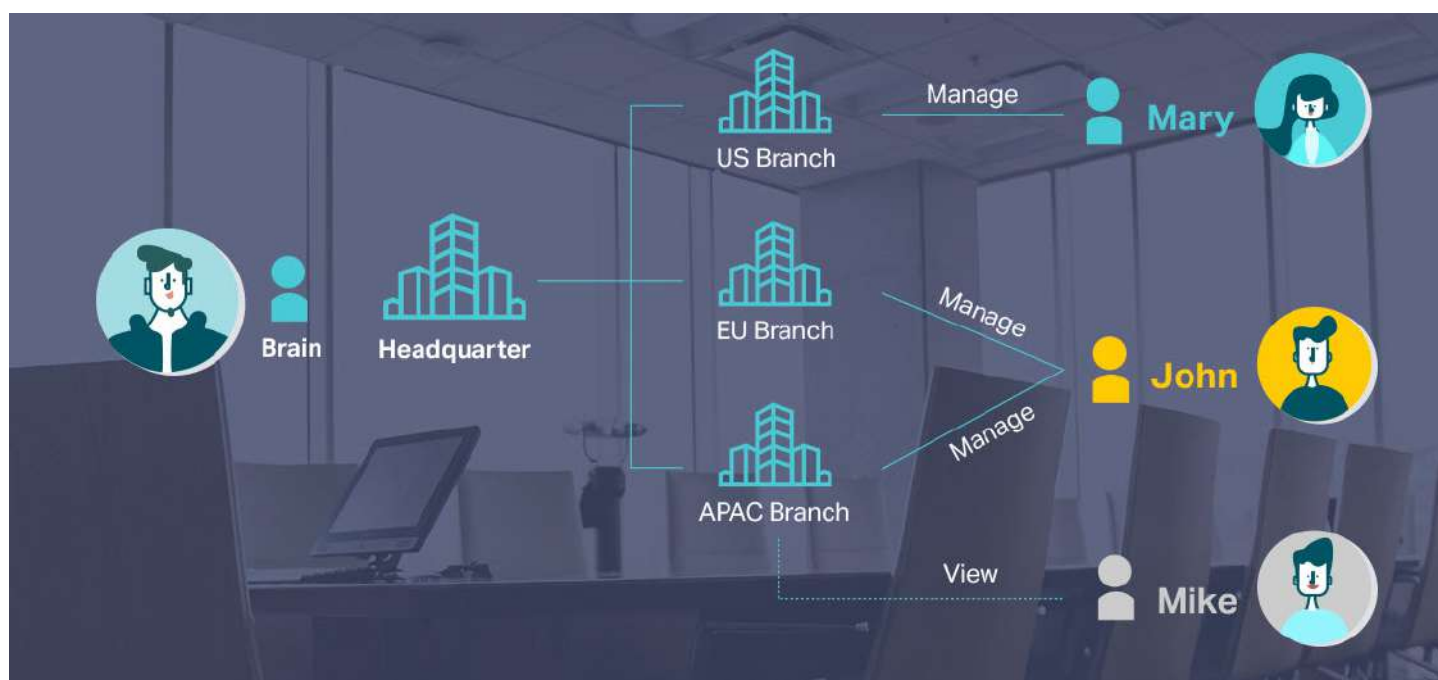 US Branch
Manage
Mary
Brain
Headquarter
EU Branch
Manage
John
Manage
APAC Branch
View
Mike